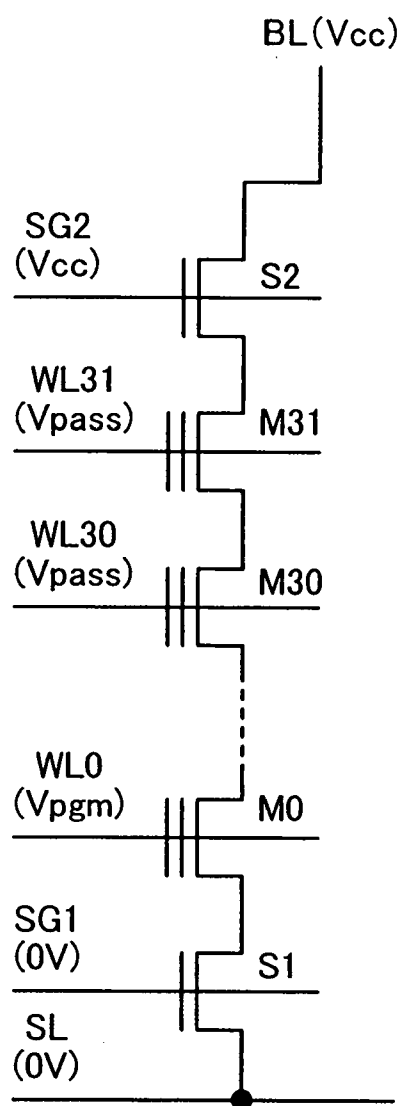 BL(Vcc)
SG2
(Vcc)
S2
WL31
(Vpass)
M31
WL30
(Vpass)
M30
WL0
(Vpgm)
M0
SG1
(0V)
S1
SL
(0V)